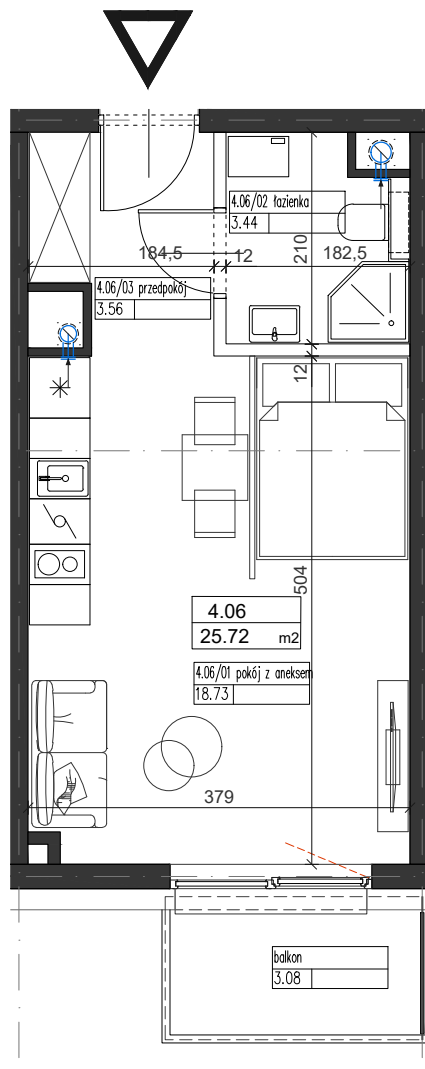 4.06/02 łazienka
3.44
184,5
12
210
182,5
4.06/03 przedpokój
3.56
12
504
4.06
25.72 m2
4.06/01 pokój z aneksem
18.73
379
balkon
3.08